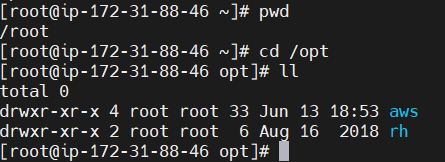 [root@ip-172-31-88-46 ~]# pwd
/root
[root@ip-172-31-88-46 ~]# cd /opt
[root@ip-172-31-88-46 opt]# ll
total 0
drwxr-xr-x 4 root root 33 Jun 13 18:53 aws
drwxr-xr-x 2 root root  6 Aug 16  2018 rh
[root@ip-172-31-88-46 opt]#